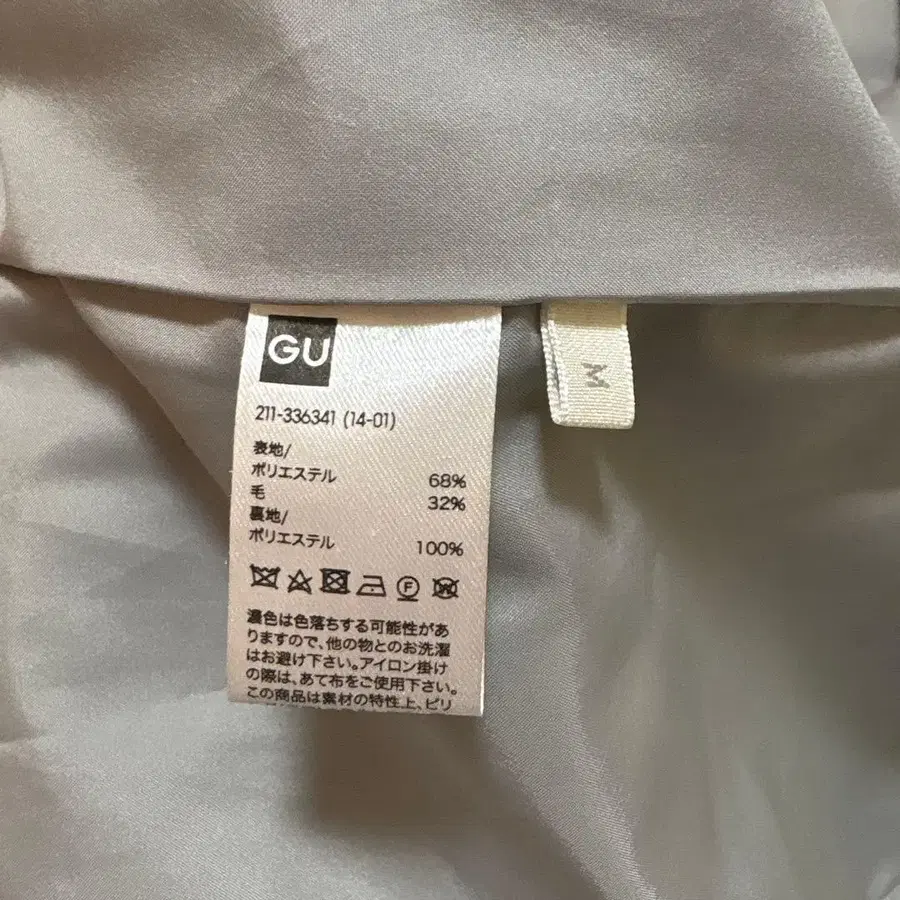 GU
M
211-336341 (14-01)
表地/
ポリエステル 68%
毛 32%
裏地/
ポリエステル 100%
F
W
濃色は色落ちする可能性があ
りますので、他の物とのお洗濯
はお避け下さい。アイロン掛け
の際は、あて布をご使用下さい。
この商品は素材の特性上、ピリ